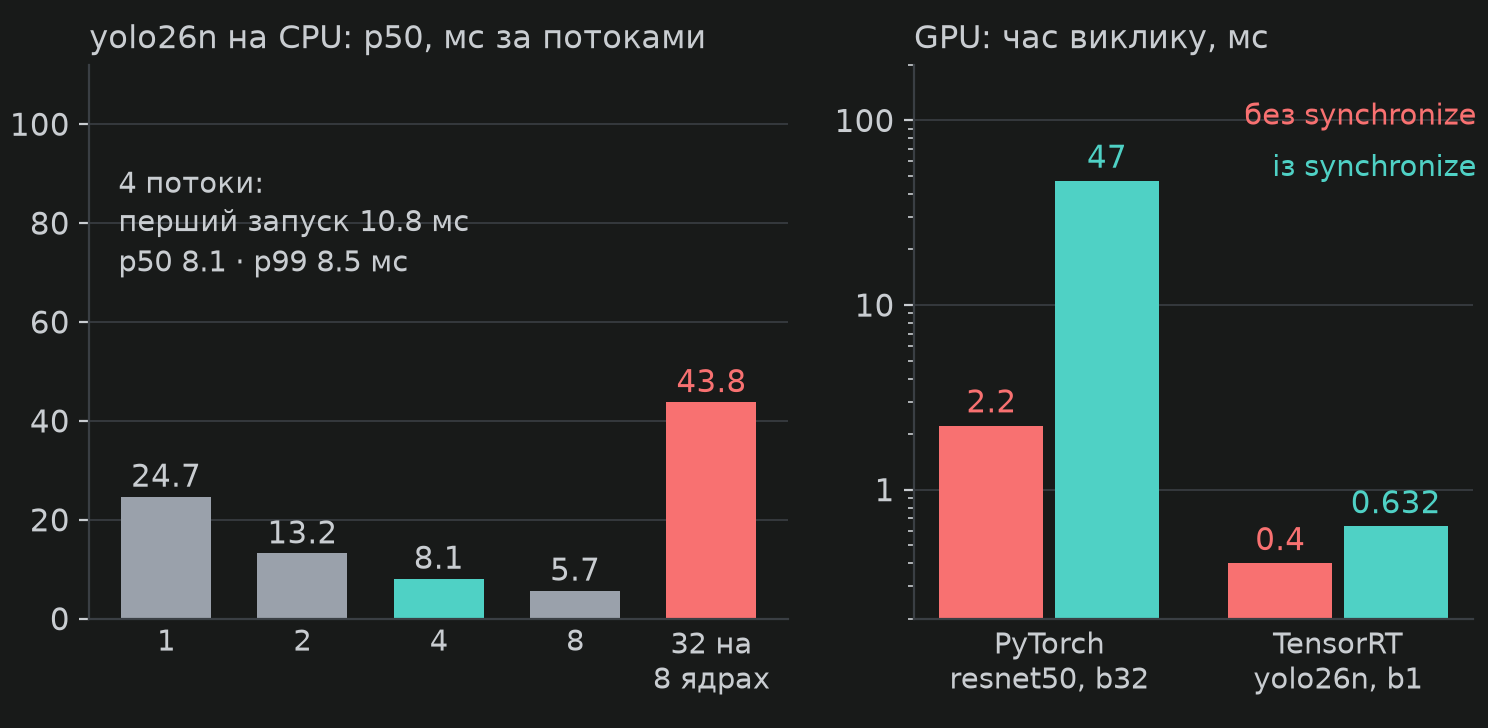 yolo26n на CPU: p50, мс за потоками
100
80
60
40
20
0
4 потоки:
перший запуск 10.8 мс
p50 8.1 · p99 8.5 мс
24.7
13.2
8.1
5.7
43.8
1
2
4
8
32 на
8 ядрах
GPU: час виклику, мс
100
10
1
без synchronize
із synchronize
2.2
47
0.4
0.632
PyTorch
resnet50, b32
TensorRT
yolo26n, b1